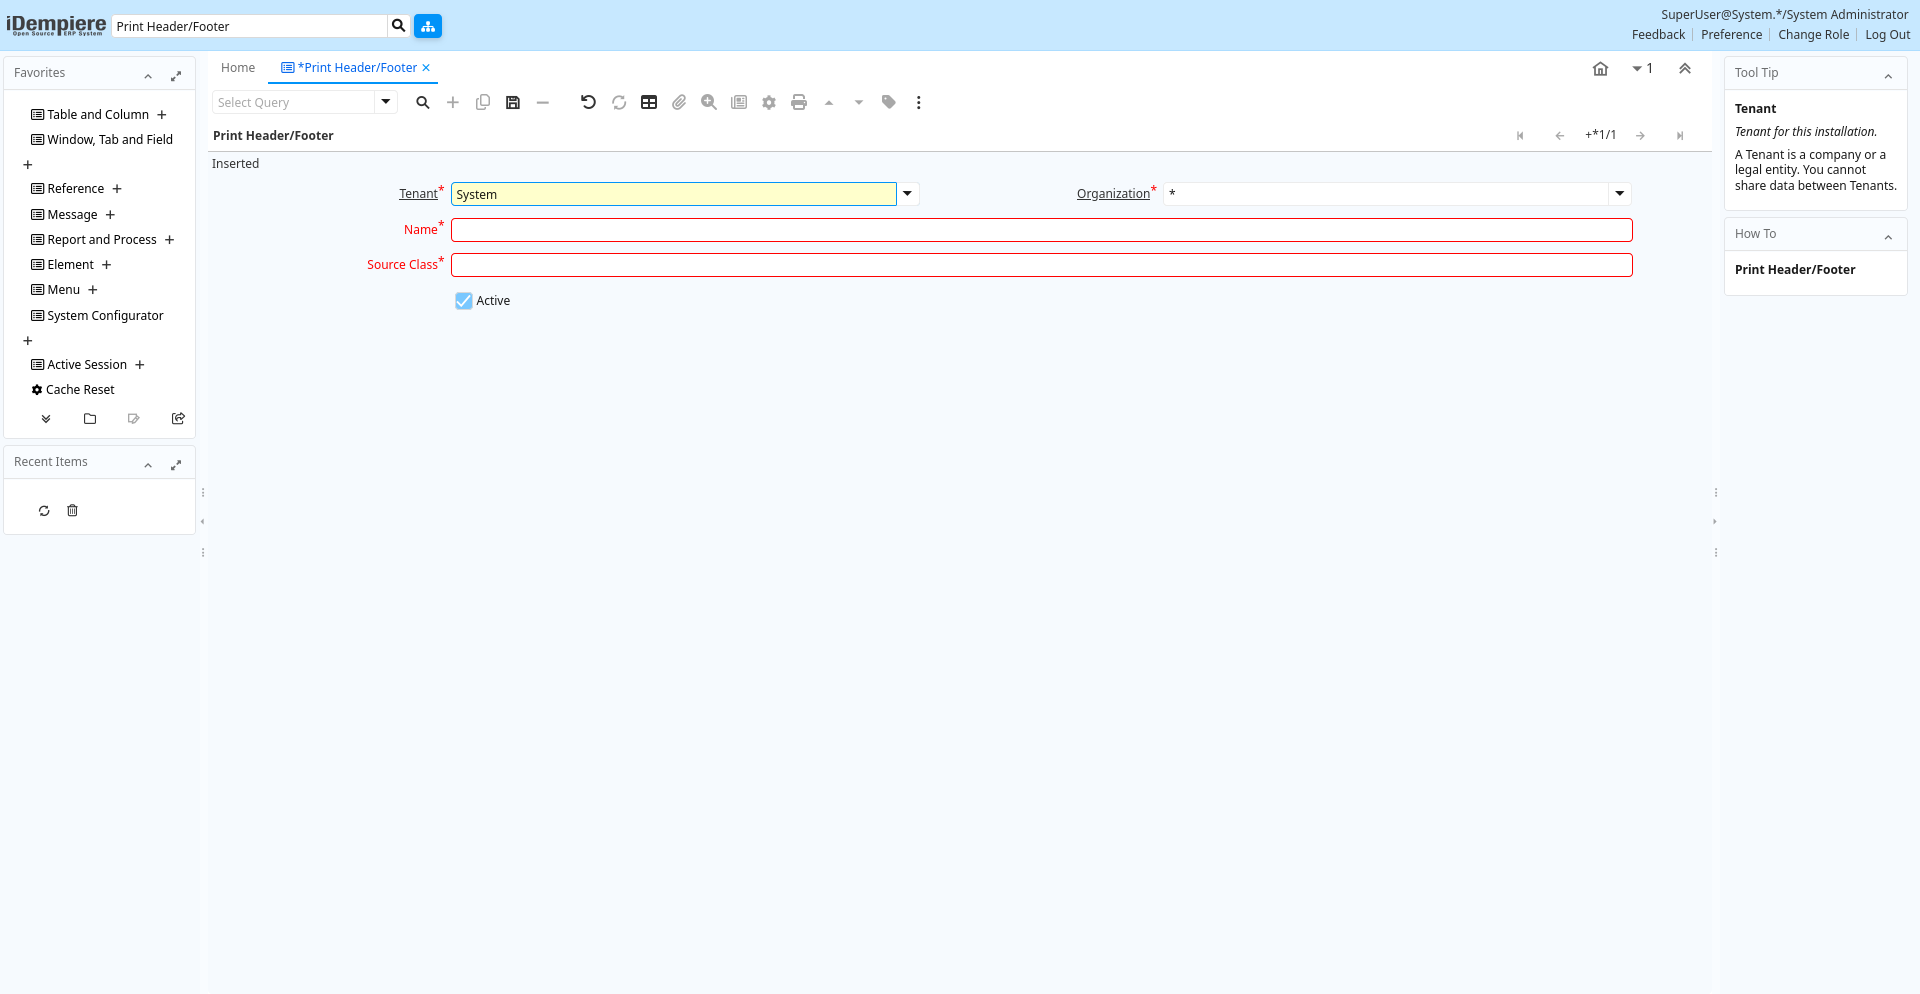 iDempiere
Open Source ERP System
Print Header/Footer
SuperUser@System.*/System Administrator
Feedback
Preference
Change Role
Log Out
Favorites
Table and Column +
Window, Tab and Field
+
Reference +
Message +
Report and Process +
Element +
Menu +
System Configurator
+
Active Session +
Cache Reset
Recent Items
Home
*Print Header/Footer ×
1
Select Query
Print Header/Footer
+*1/1
Inserted
Tenant* System
Organization* *
Name*
Source Class*
Active
Tool Tip
Tenant
Tenant for this installation.
A Tenant is a company or a
legal entity. You cannot
share data between Tenants.
How To
Print Header/Footer